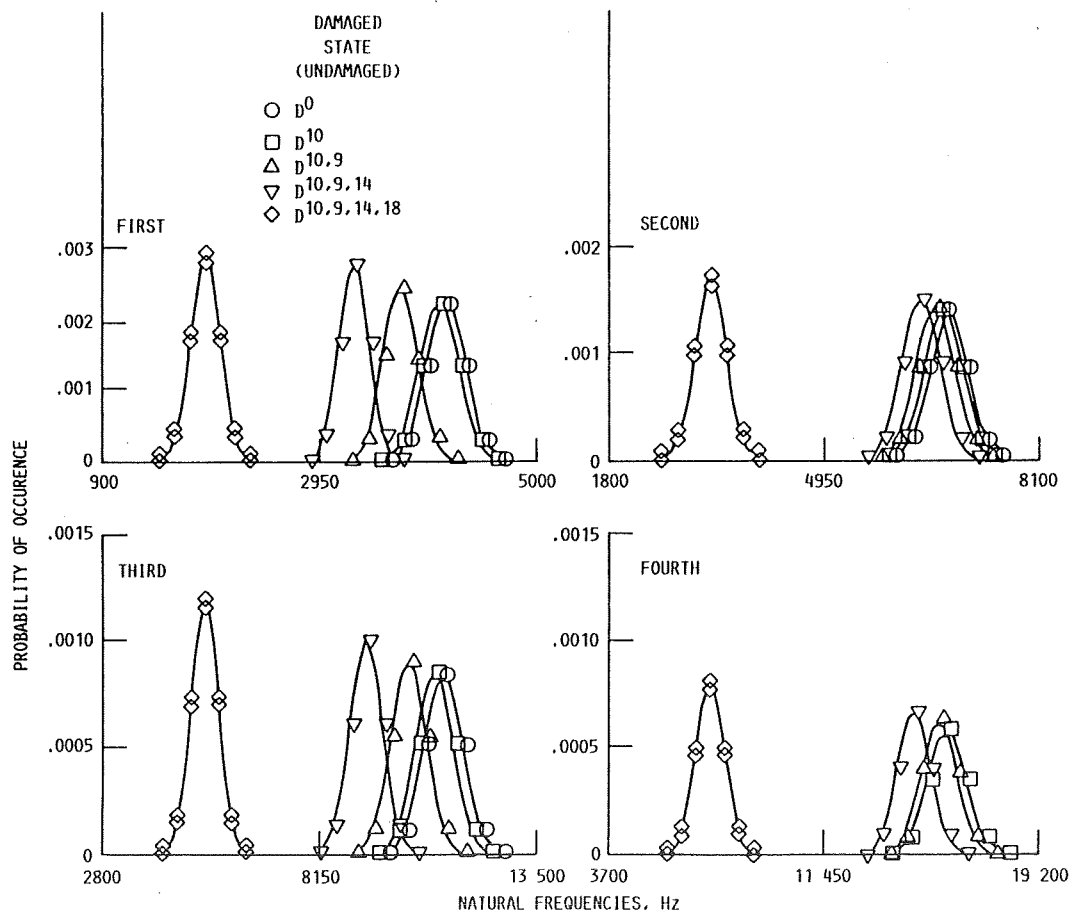 DAMAGED
STATE
(UNDAMAGED)
D0
D10
D10,9
D10,9,14
D10,9,14,18
FIRST
.003
.002
.001
0
900
2950
5000
SECOND
.002
.001
0
1800
4950
8100
PROBABILITY OF OCCURENCE
THIRD
.0015
.0010
.0005
0
2800
8150
13 500
FOURTH
.0015
.0010
.0005
0
3700
11 450
19 200
NATURAL FREQUENCIES, Hz